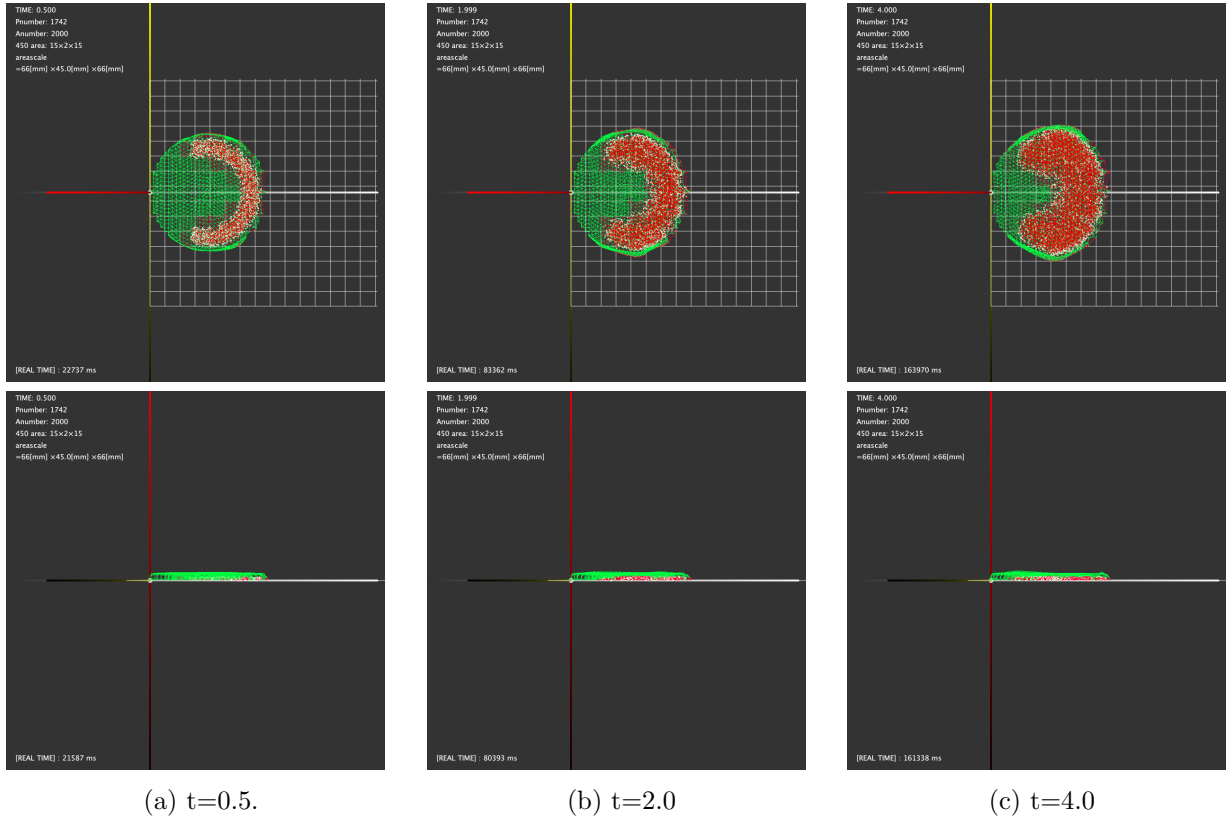 TIME: 0.500
Pnumber: 1742
Anumber: 2000
450 area: 15×2×15
areascale
=66[mm] ×45.0[mm] ×66[mm]
[REAL TIME] : 22737 ms
TIME: 1.999
Pnumber: 1742
Anumber: 2000
450 area: 15×2×15
areascale
=66[mm] ×45.0[mm] ×66[mm]
[REAL TIME] : 83362 ms
TIME: 4.000
Pnumber: 1742
Anumber: 2000
450 area: 15×2×15
areascale
=66[mm] ×45.0[mm] ×66[mm]
[REAL TIME] : 163970 ms
TIME: 0.500
Pnumber: 1742
Anumber: 2000
450 area: 15×2×15
areascale
=66[mm] ×45.0[mm] ×66[mm]
[REAL TIME] : 21587 ms
TIME: 1.999
Pnumber: 1742
Anumber: 2000
450 area: 15×2×15
areascale
=66[mm] ×45.0[mm] ×66[mm]
[REAL TIME] : 80393 ms
TIME: 4.000
Pnumber: 1742
Anumber: 2000
450 area: 15×2×15
areascale
=66[mm] ×45.0[mm] ×66[mm]
[REAL TIME] : 161338 ms
(a) t=0.5.
(b) t=2.0
(c) t=4.0